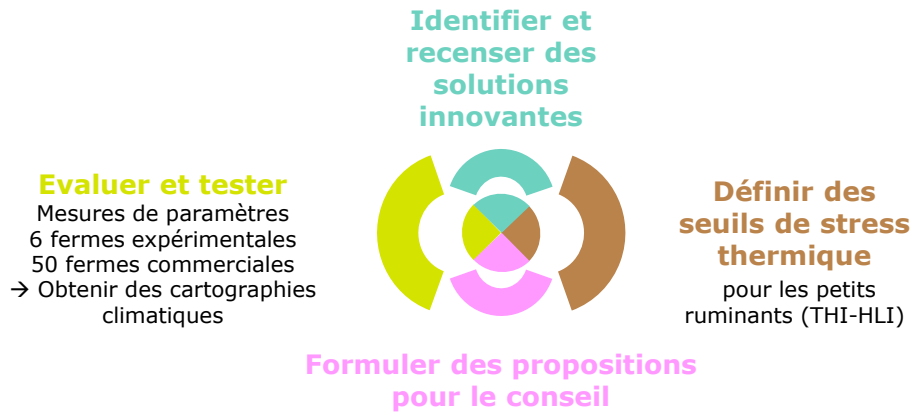 Identifier et
recenser des
solutions
innovantes
Evaluer et tester
Mesures de paramètres
6 fermes expérimentales
50 fermes commerciales
→ Obtenir des cartographies
climatiques
Définir des
seuils de stress
thermique
pour les petits
ruminants (THI-HLI)
Formuler des propositions
pour le conseil